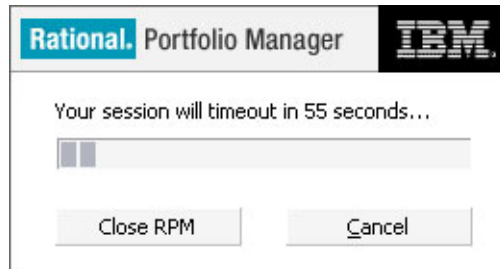 Rational. Portfolio Manager IBM.
Your session will timeout in 55 seconds...
Close RPM Cancel